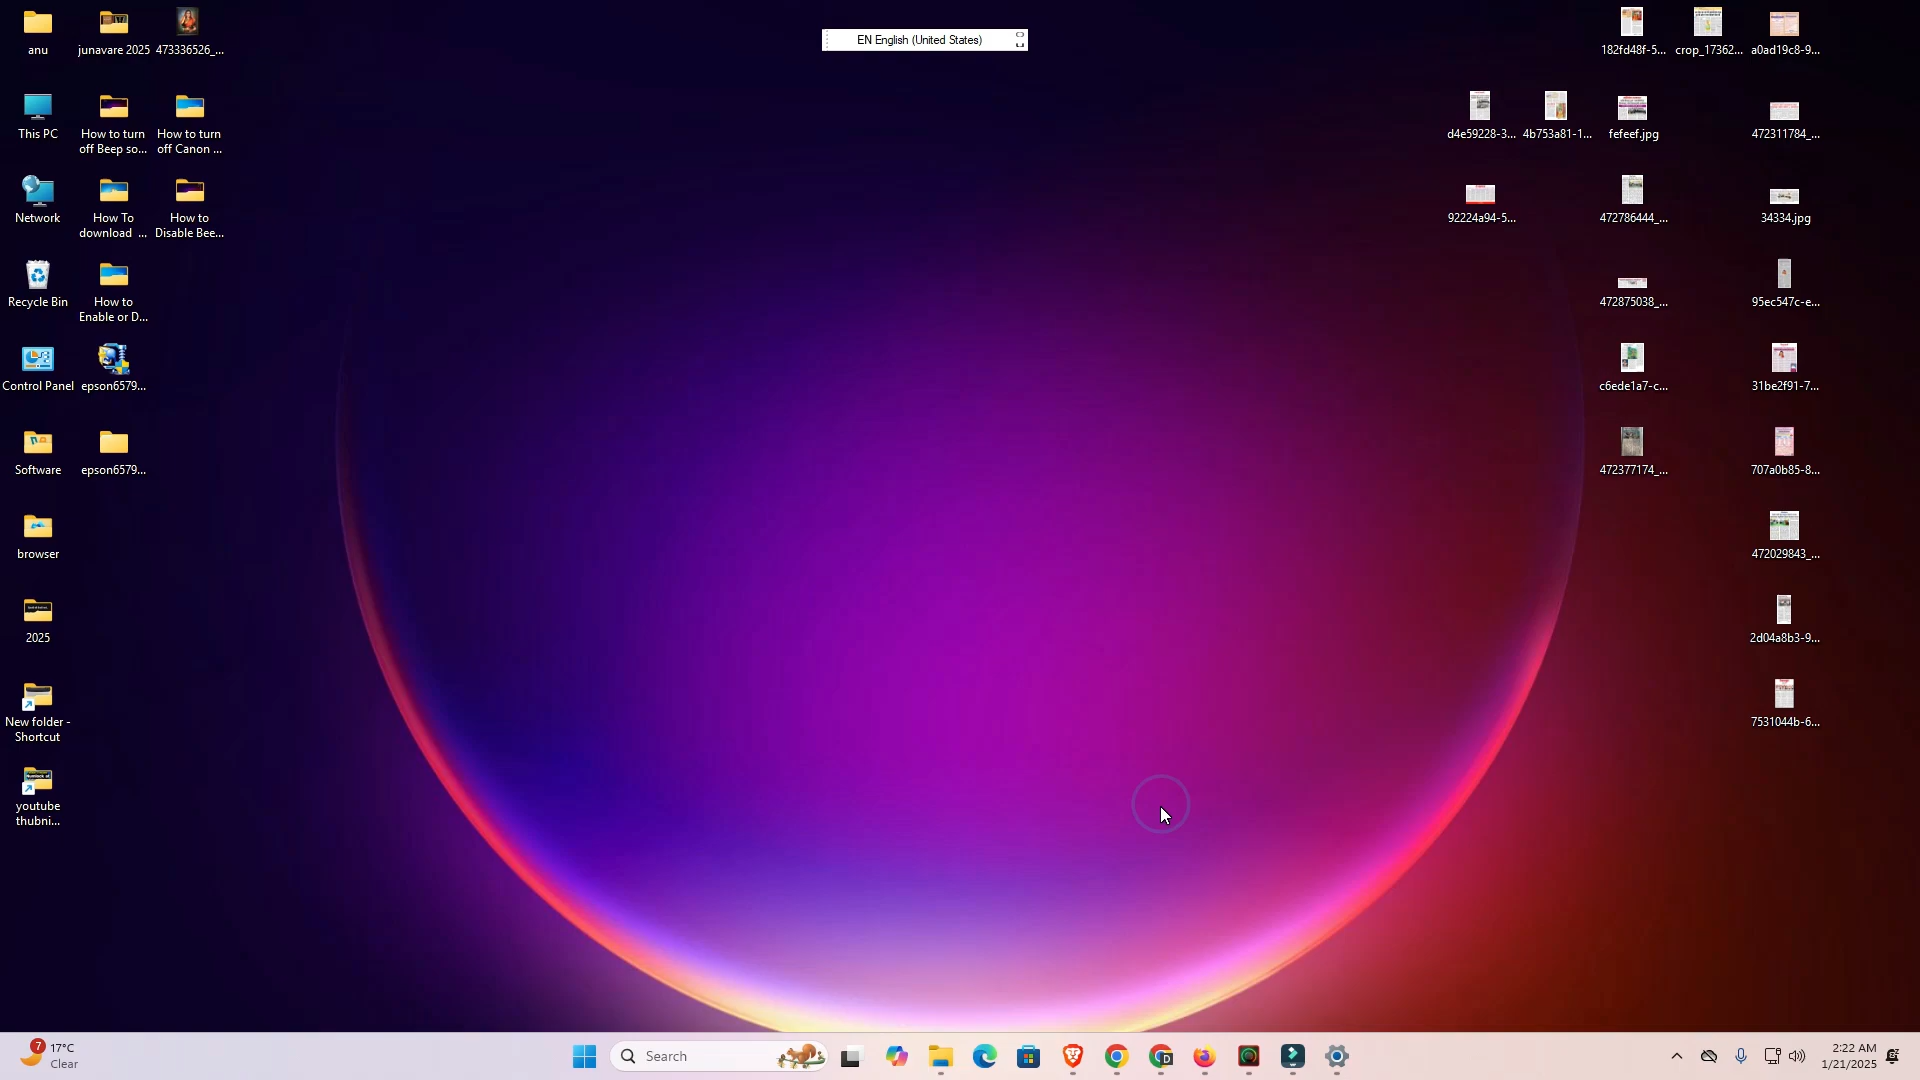 anu
junavare 2025
473336526_...
EN English (United States)
182fd48f-5...
crop_17362...
a0ad19c8-9...
This PC
How to turn
off Beep so...
How to turn
off Canon ...
d4e59228-3...
4b753a81-1...
fefeef.jpg
472311784_...
Network
How To
download ...
How to
Disable Bee...
92224a94-5...
472786444_...
34334.jpg
Recycle Bin
How to
Enable or D...
472875038_...
95ec547c-e...
Control Panel
epson6579...
c6ede1a7-c...
31be2f91-7...
Software
epson6579...
472377174_...
707a0b85-8...
browser
472029843_...
2025
2d04a8b3-9...
New folder -
Shortcut
7531044b-6...
youtube
thubni...
7
17°C
Clear
Search
D
2:22 AM
1/21/2025